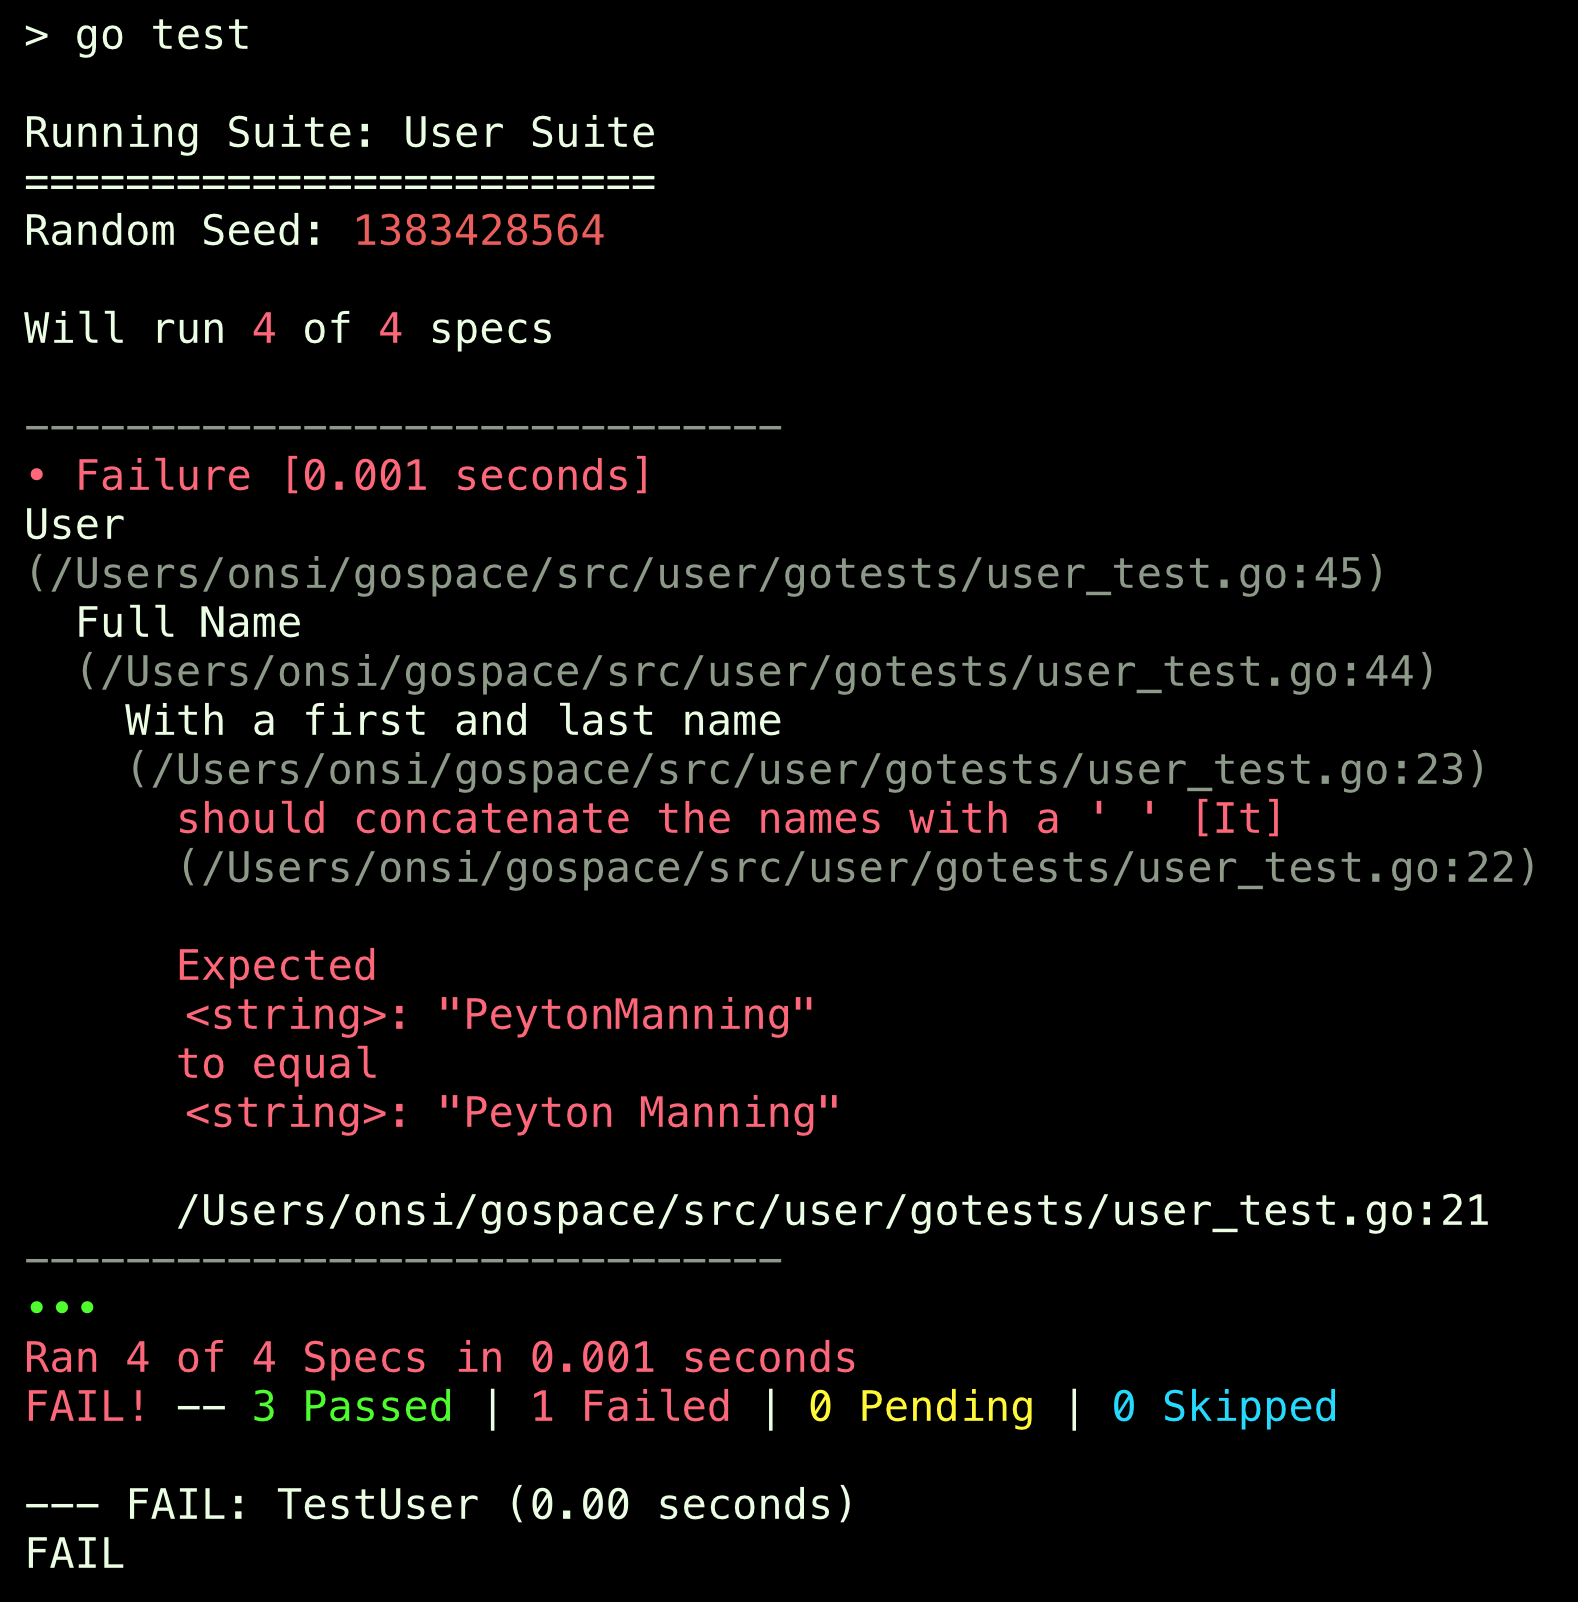 > go test
Running Suite: User Suite
=========================
Random Seed: 1383428564
Will run 4 of 4 specs
------------------------------
• Failure [0.001 seconds]
User
(/Users/onsi/gospace/src/user/gotests/user_test.go:45)
Full Name
(/Users/onsi/gospace/src/user/gotests/user_test.go:44)
With a first and last name
(/Users/onsi/gospace/src/user/gotests/user_test.go:23)
should concatenate the names with a ' ' [It]
(/Users/onsi/gospace/src/user/gotests/user_test.go:22)
Expected
<string>: "PeytonManning"
to equal
<string>: "Peyton Manning"
/Users/onsi/gospace/src/user/gotests/user_test.go:21
------------------------------
•••
Ran 4 of 4 Specs in 0.001 seconds
FAIL! -- 3 Passed | 1 Failed | 0 Pending | 0 Skipped
--- FAIL: TestUser (0.00 seconds)
FAIL